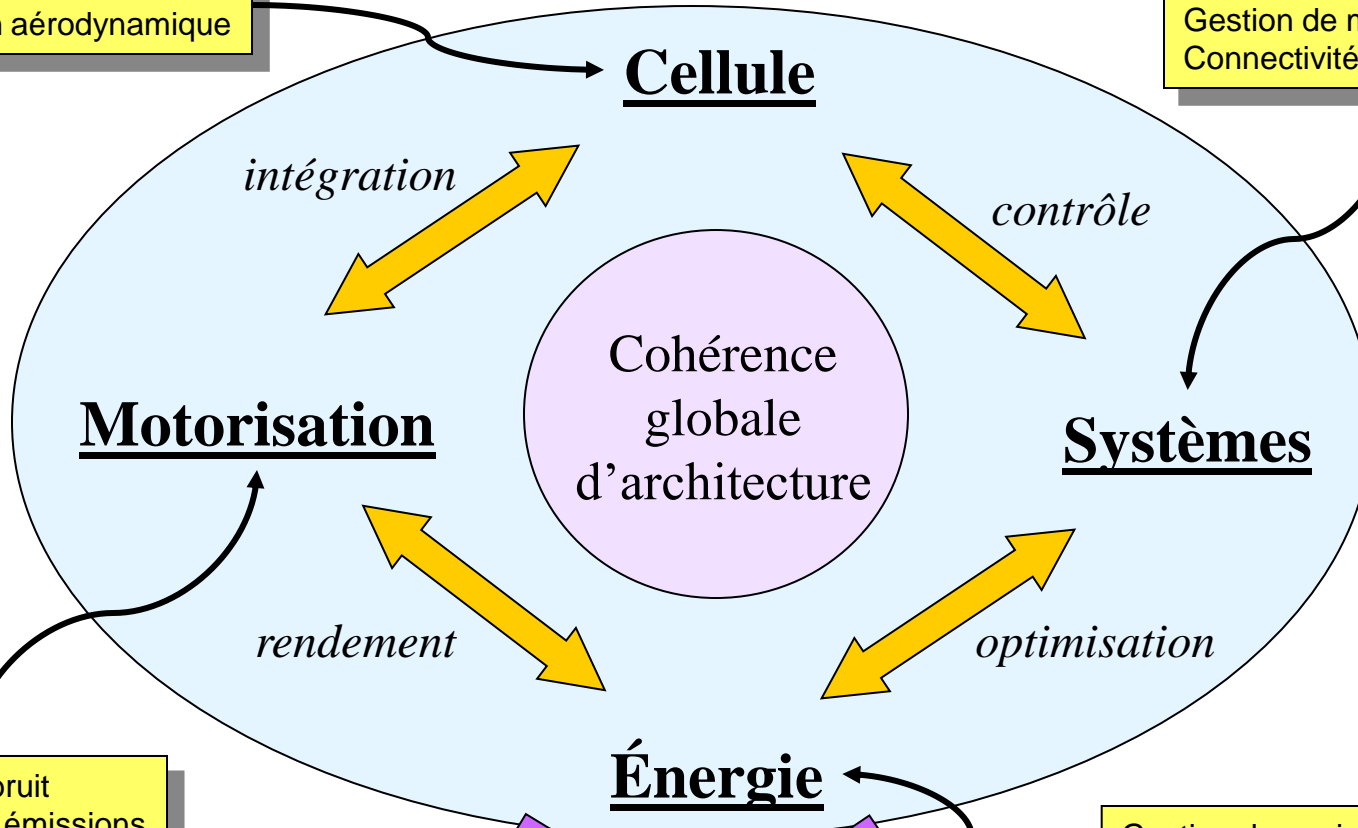 aérodynamique
Gestion de
Connectivité
Cellule
intégration
contrôle
Cohérence
globale
d’architecture
Motorisation
Systèmes
rendement
optimisation
Énergie
bruit
émissions